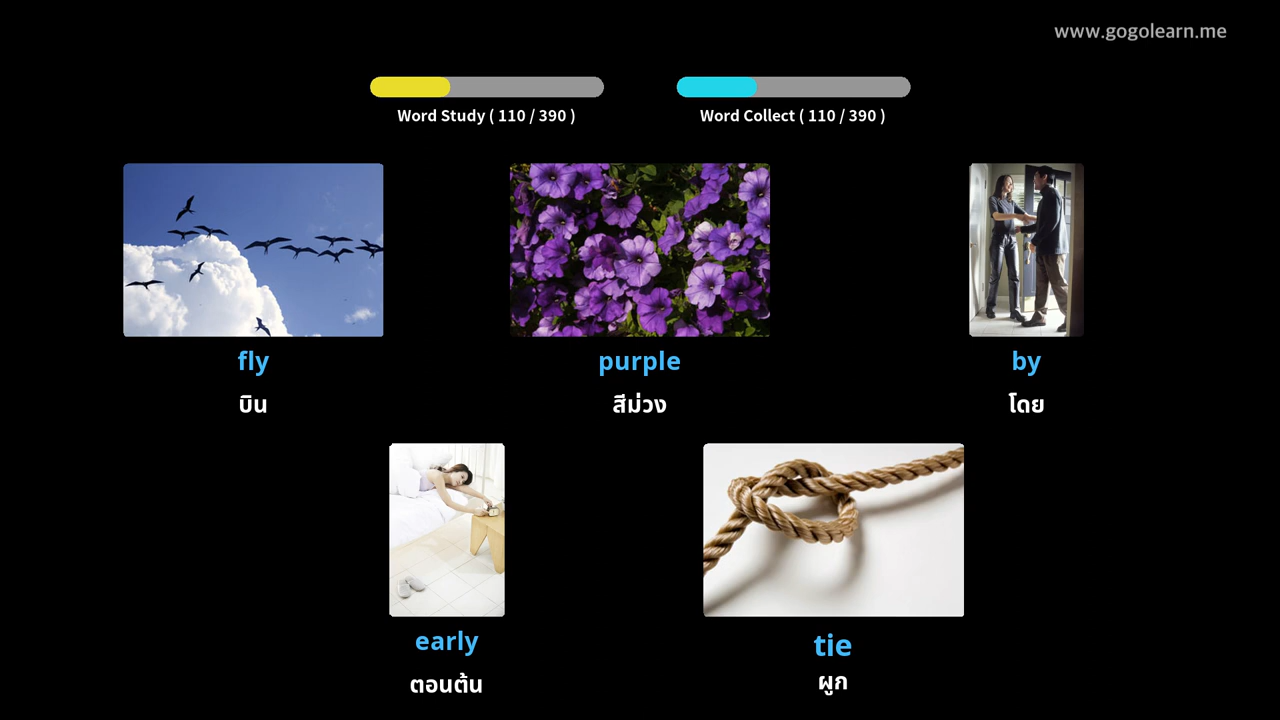 www.gogolearn.me
Word Study ( 110 / 390 )
Word Collect ( 110 / 390 )
fly
บิน
purple
สีม่วง
by
โดย
early
ตอนต้น
tie
ผูก